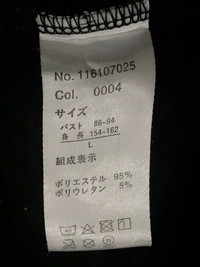 No. 116107025
Col. 0004
サイズ
バスト 86-94
身長 154-162
L
組成表示
ポリエステル 95%
ポリウレタン 5%